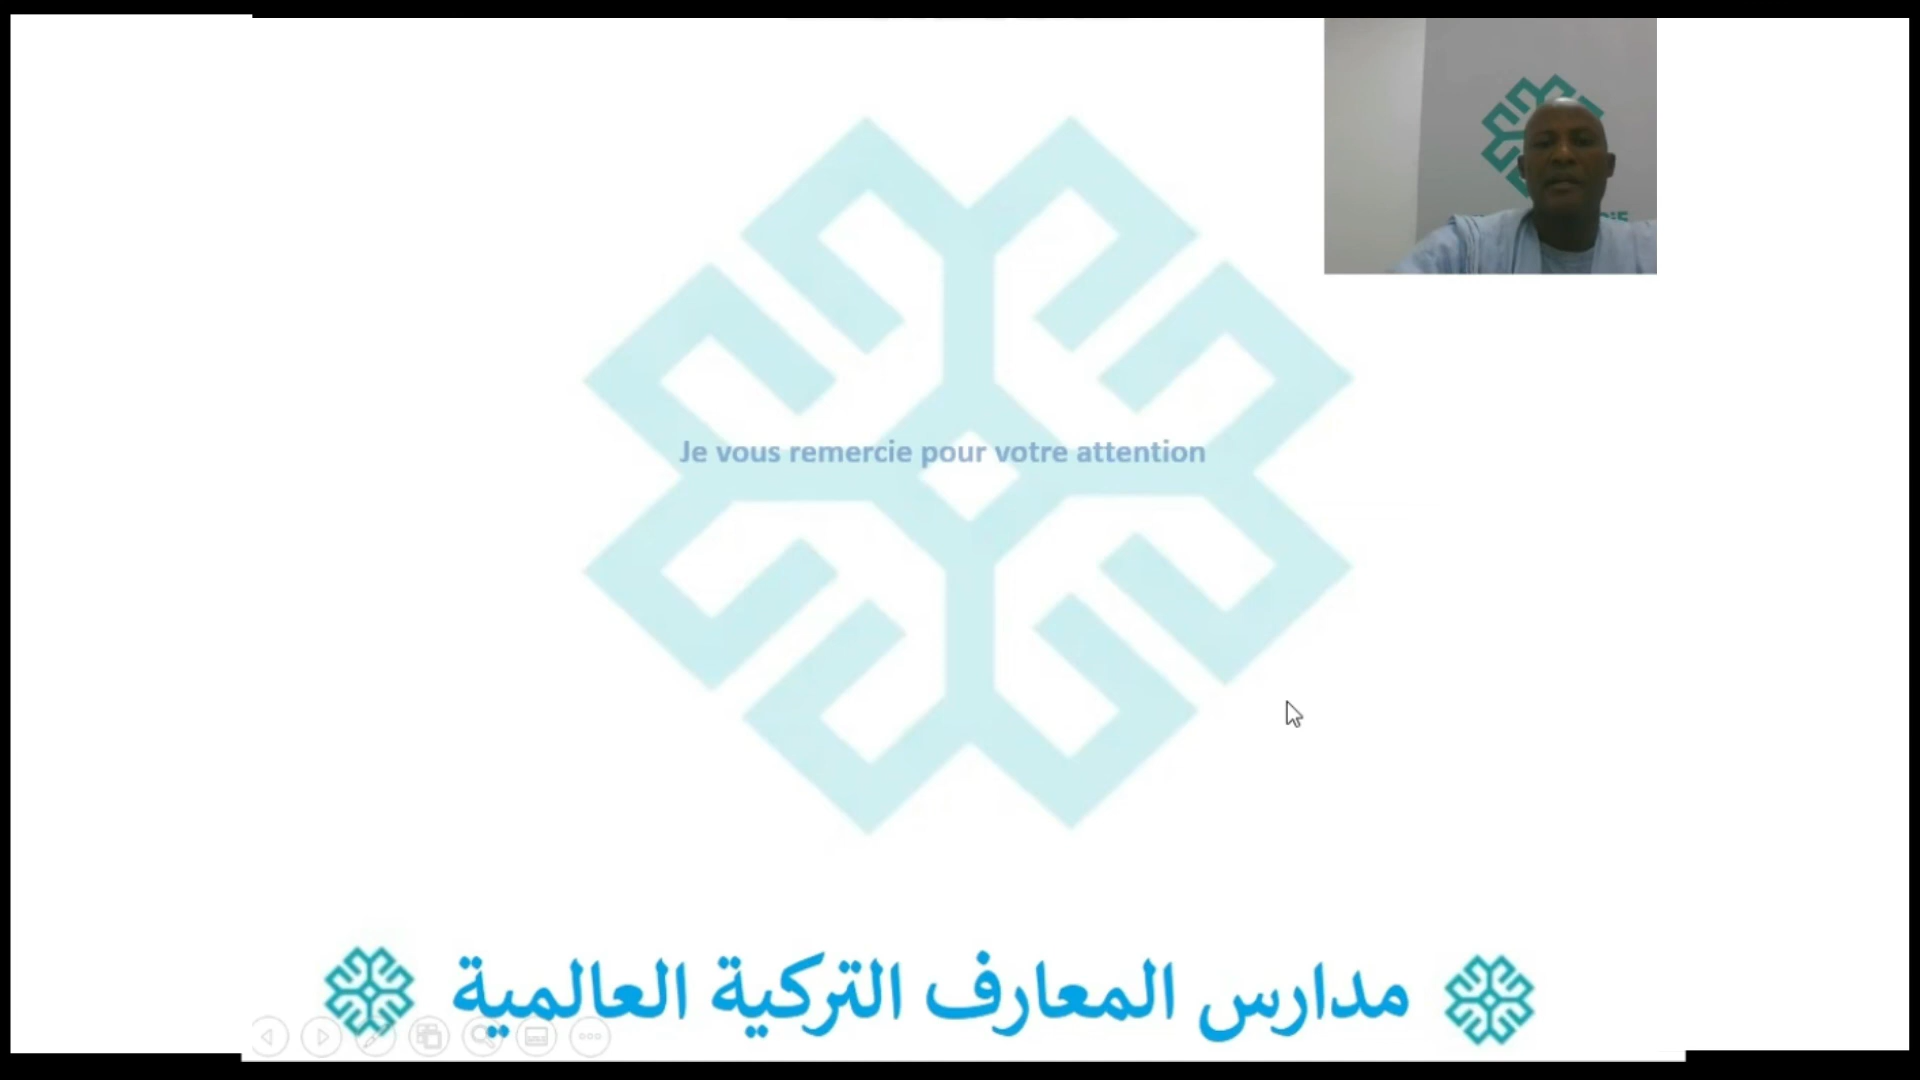 Je vous remercie pour votre attention
مدارس المعارف التركية العالمية